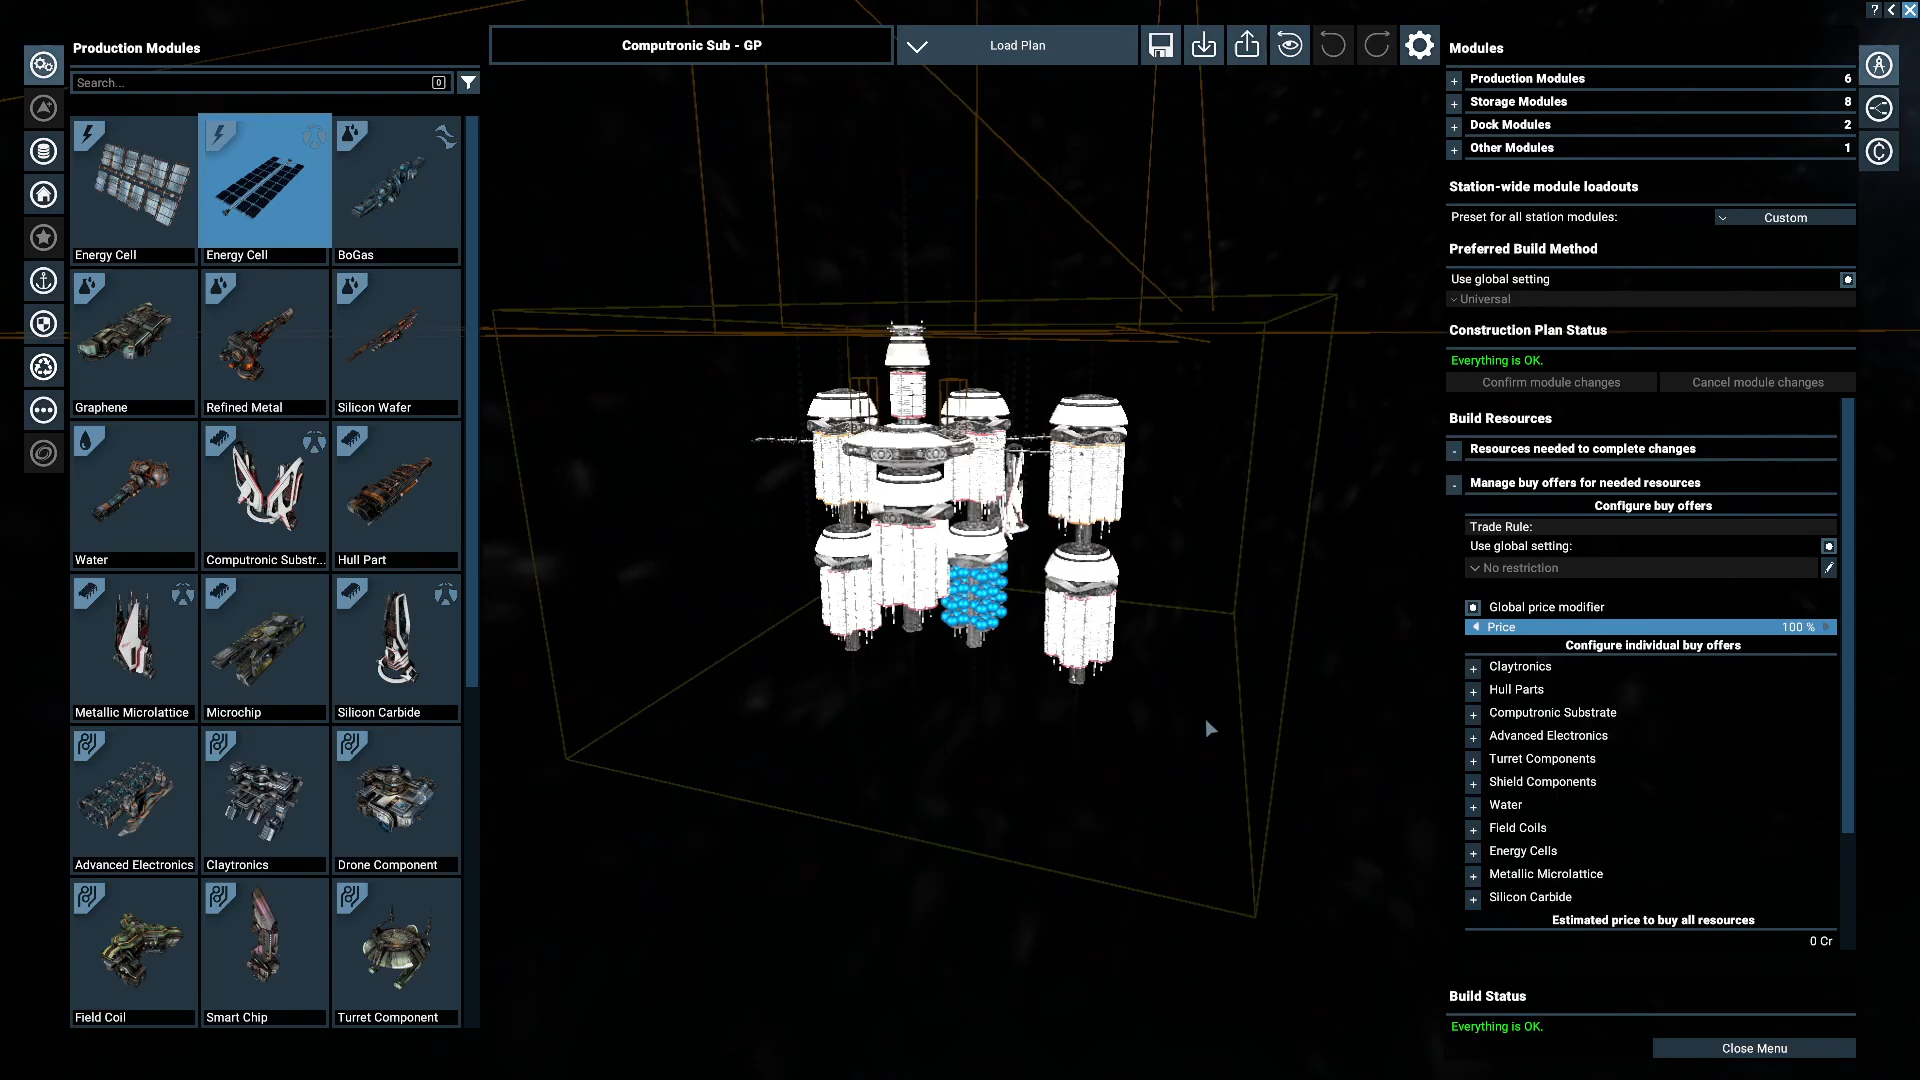 ? < X
Production Modules
Search... 0
Energy Cell
Energy Cell
BoGas
Graphene
Refined Metal
Silicon Wafer
Water
Computronic Substr...
Hull Part
Metallic Microlattice
Microchip
Silicon Carbide
Advanced Electronics
Claytronics
Drone Component
Field Coil
Smart Chip
Turret Component
Computronic Sub - GP
Load Plan
Modules
+ Production Modules 6
+ Storage Modules 8
+ Dock Modules 2
+ Other Modules 1
Station-wide module loadouts
Preset for all station modules: Custom
Preferred Build Method
Use global setting
Universal
Construction Plan Status
Everything is OK.
Confirm module changes Cancel module changes
Build Resources
- Resources needed to complete changes
- Manage buy offers for needed resources
Configure buy offers
Trade Rule:
Use global setting:
No restriction
Global price modifier
Price 100 %
Configure individual buy offers
+ Claytronics
+ Hull Parts
+ Computronic Substrate
+ Advanced Electronics
+ Turret Components
+ Shield Components
+ Water
+ Field Coils
+ Energy Cells
+ Metallic Microlattice
+ Silicon Carbide
Estimated price to buy all resources
0 Cr
Build Status
Everything is OK.
Close Menu